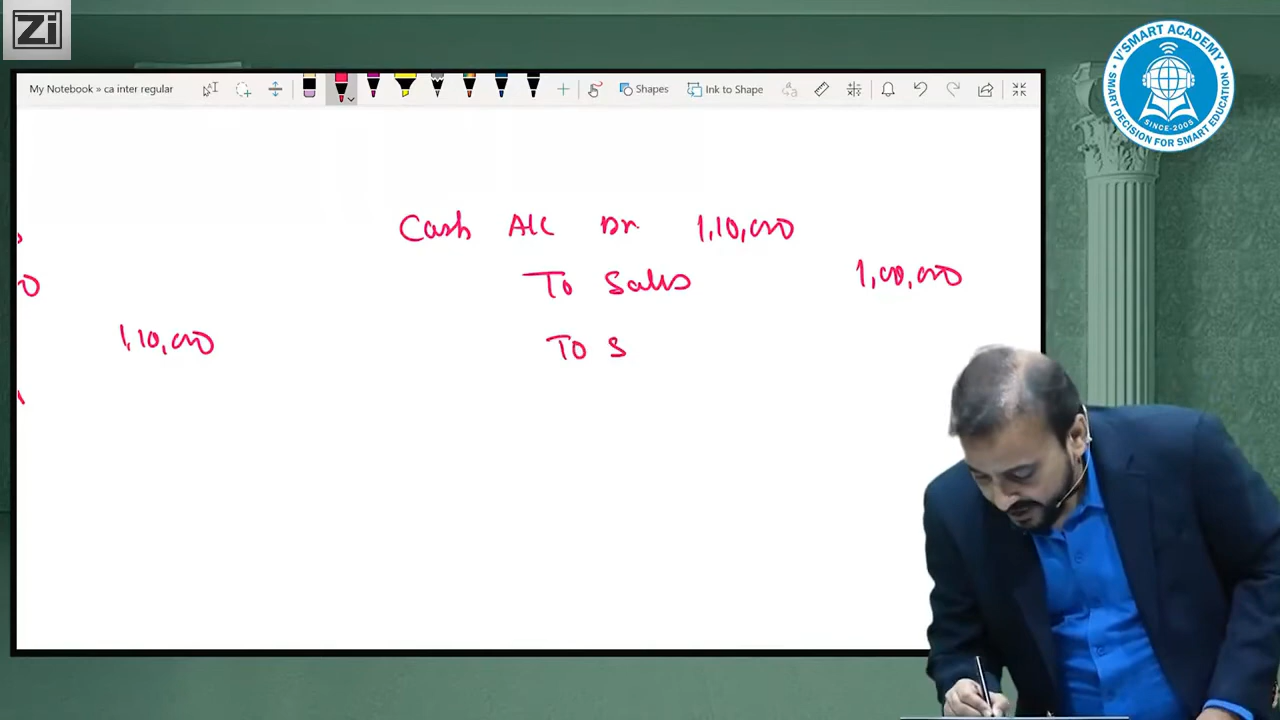 Zi
V'SMART ACADEMY
SMART DECISION FOR SMART EDUCATION
SINCE-2005
My Notebook » ca inter regular
Shapes
Ink to Shape
Cash A/C Dr 1,10,000
To Sales 1,00,000
1,10,000
To S